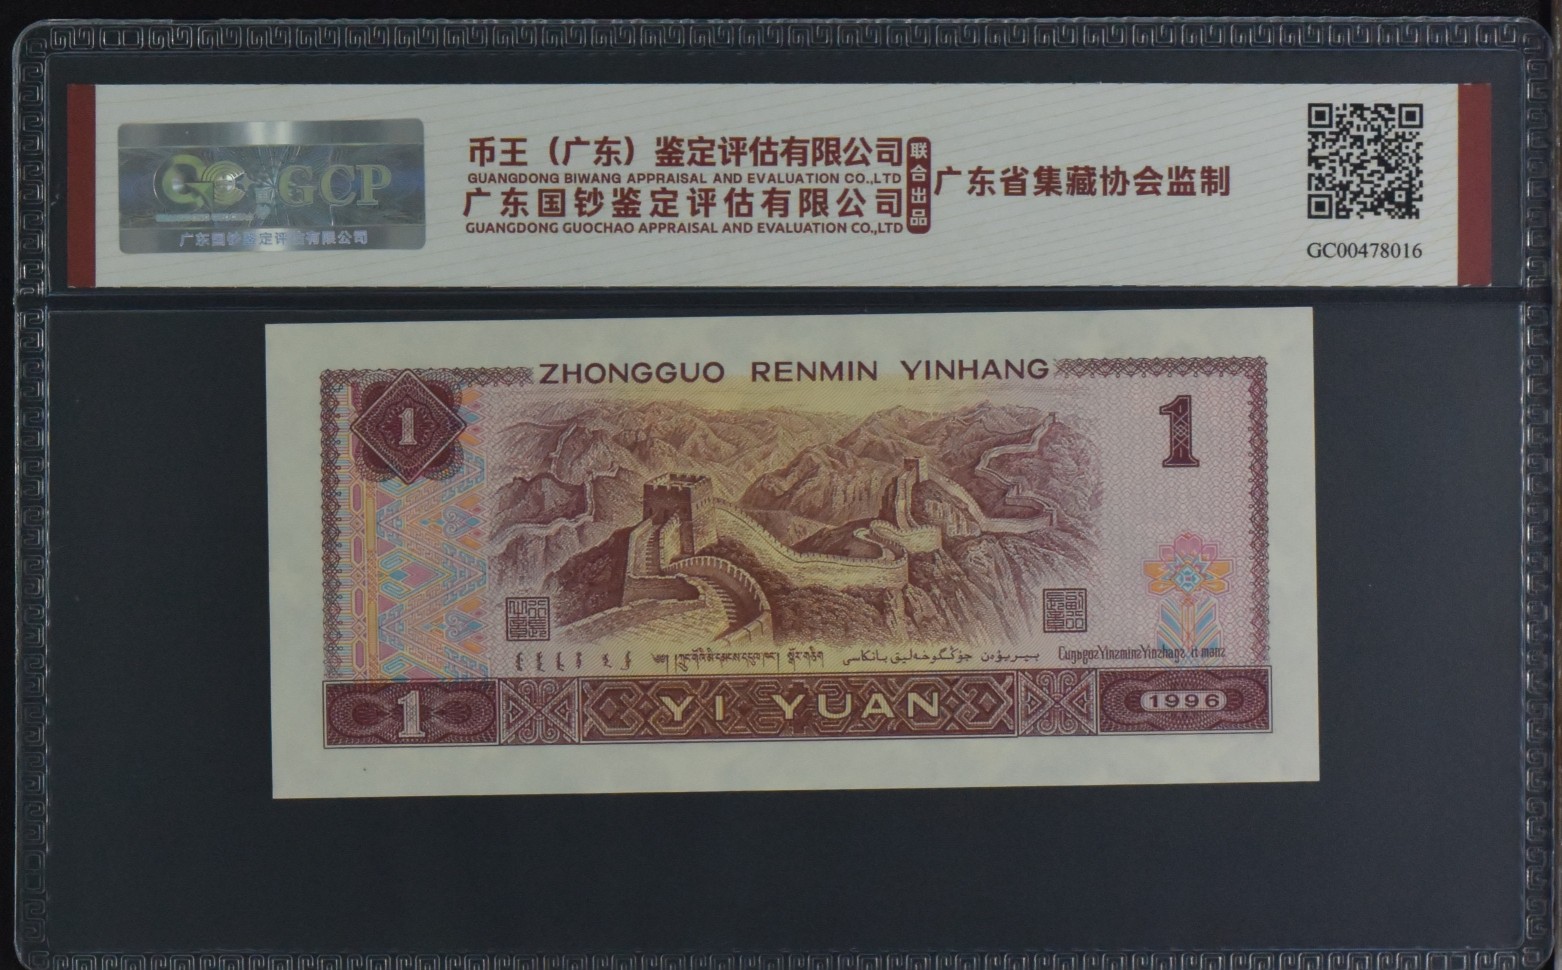 币王（广东）鉴定评估有限公司
GUANGDONG BIWANG APPRAISAL AND EVALUATION CO.,LTD
广东国钞鉴定评估有限公司
GUANGDONG GUOCHAO APPRAISAL AND EVALUATION CO.,LTD
联合出品
广东省集藏协会监制
GCP
广东国钞鉴定评估有限公司
GC00478016
ZHONGGUO RENMIN YINHANG
1
1
1
YI YUAN
1996